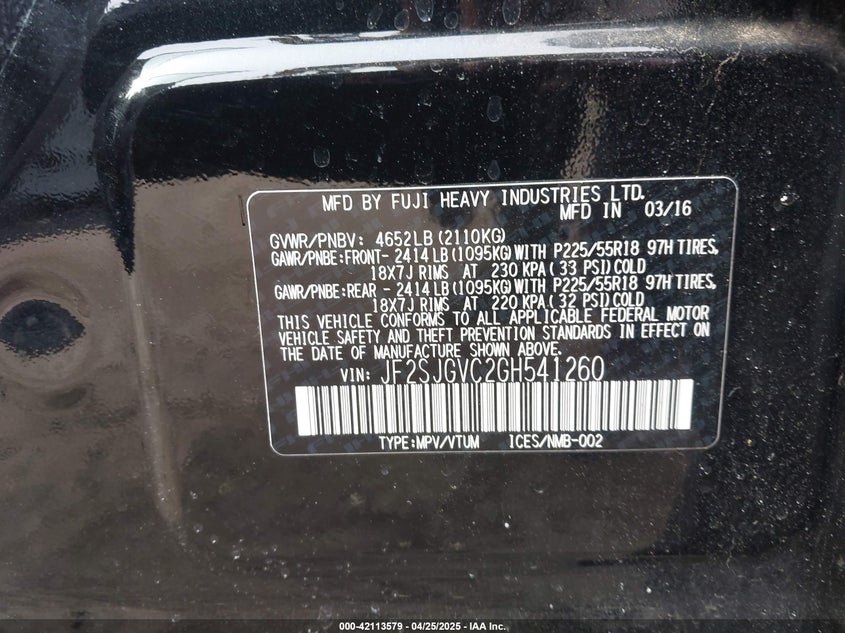 MFD BY FUJI HEAVY INDUSTRIES LTD.
MFD IN 03/16
GVWR/PNBV: 4652LB(2110KG)
GAWR/PNBE:FRONT- 2414LB(1095KG)WITH P225/55R18 97H TIRES,
18X7J RIMS AT 230 KPA(33 PSI)COLD
GAWR/PNBE:REAR - 2414LB(1095KG)WITH P225/55R18 97H TIRES,
18X7J RIMS AT 220 KPA(32 PSI)COLD
THIS VEHICLE CONFORMS TO ALL APPLICABLE FEDERAL MOTOR
VEHICLE SAFETY AND THEFT PREVENTION STANDARDS IN EFFECT ON
THE DATE OF MANUFACTURE SHOWN ABOVE.
VIN: JF2SJGVC2GH541260
TYPE:MPV/VTUM ICES/NMB-002
000-42113579 / 04/25/2025 - IAA Inc.